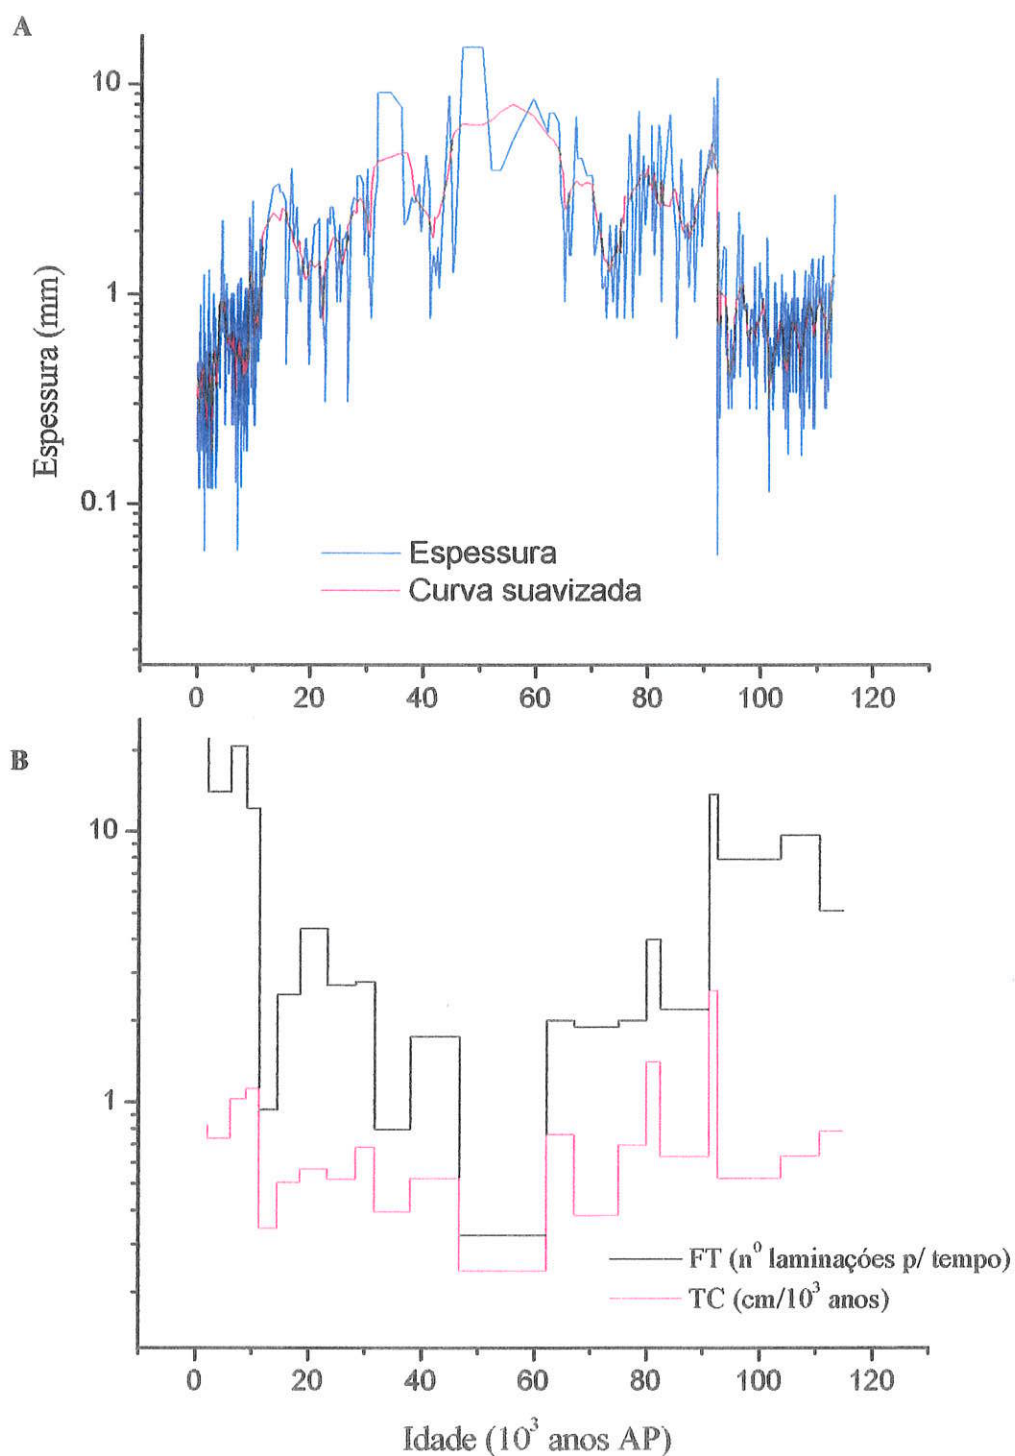 A
10
1
0.1
Espessura (mm)
Espessura
Curva suavizada
0 20 40 60 80 100 120
B
10
1
FT (nº laminações p/ tempo)
TC (cm/10³ anos)
0 20 40 60 80 100 120
Idade (10³ anos AP)